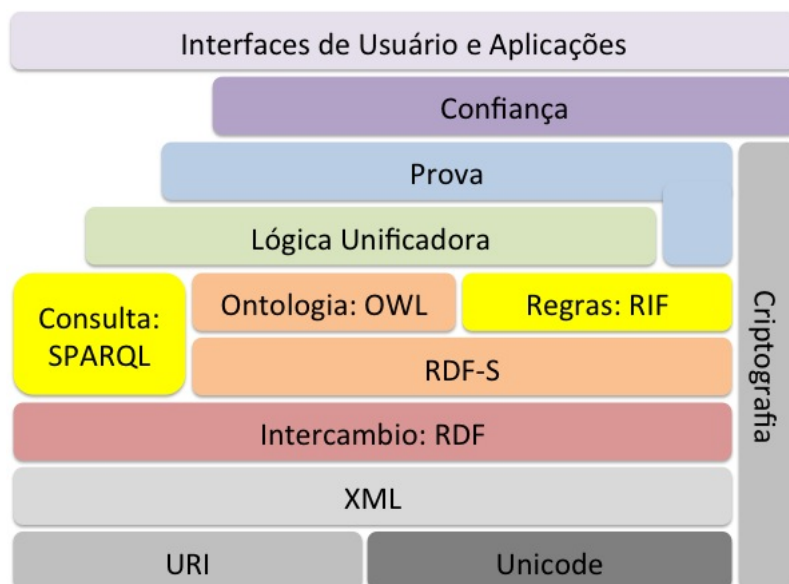 Interfaces de Usuário e Aplicações
Confiança
Prova
Lógica Unificadora
Consulta:
SPARQL
Ontologia: OWL
Regras: RIF
RDF-S
Intercambio: RDF
XML
URI
Unicode
Criptografia